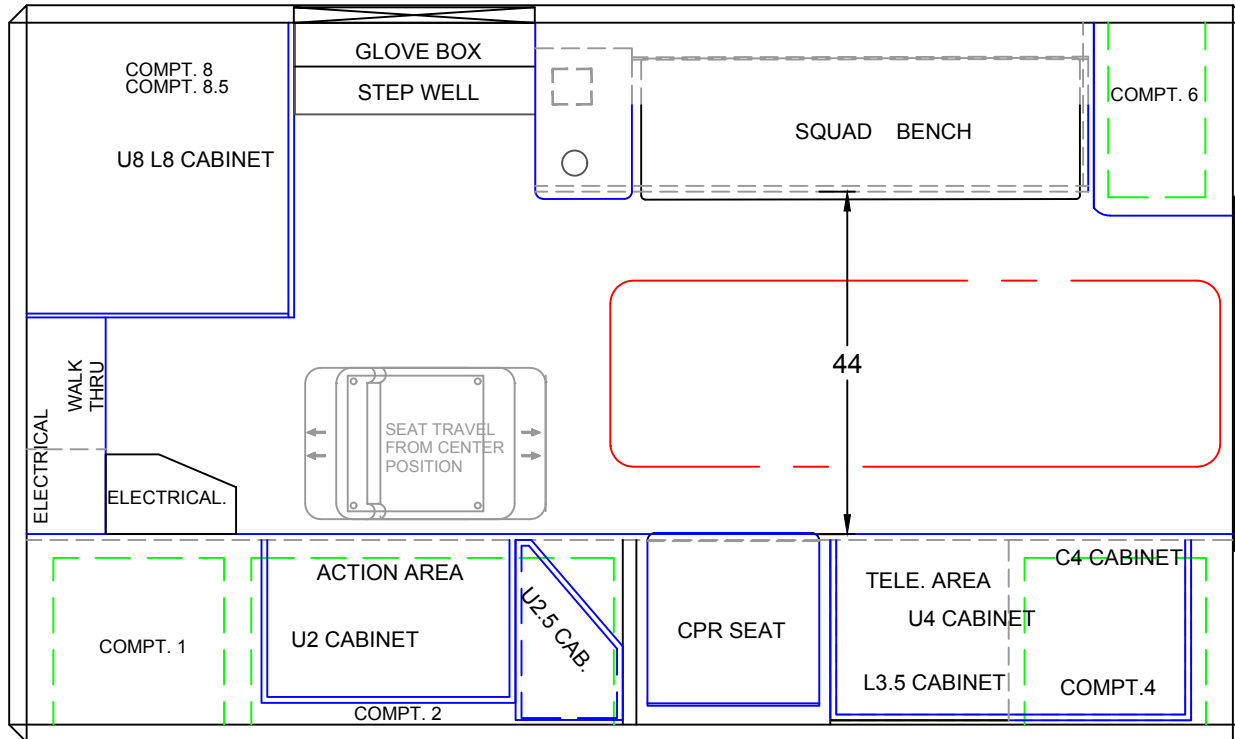 GLOVE BOX
COMPT. 8
COMPT. 8.5
STEP WELL
COMPT. 6
SQUAD BENCH
U8 L8 CABINET
44
WALK
THRU
SEAT TRAVEL
FROM CENTER
POSITION
ELECTRICAL
ELECTRICAL.
C4 CABINET
ACTION AREA
TELE. AREA
U4 CABINET
U2.5 CAB.
CPR SEAT
U2 CABINET
COMPT. 1
L3.5 CABINET
COMPT.4
COMPT. 2